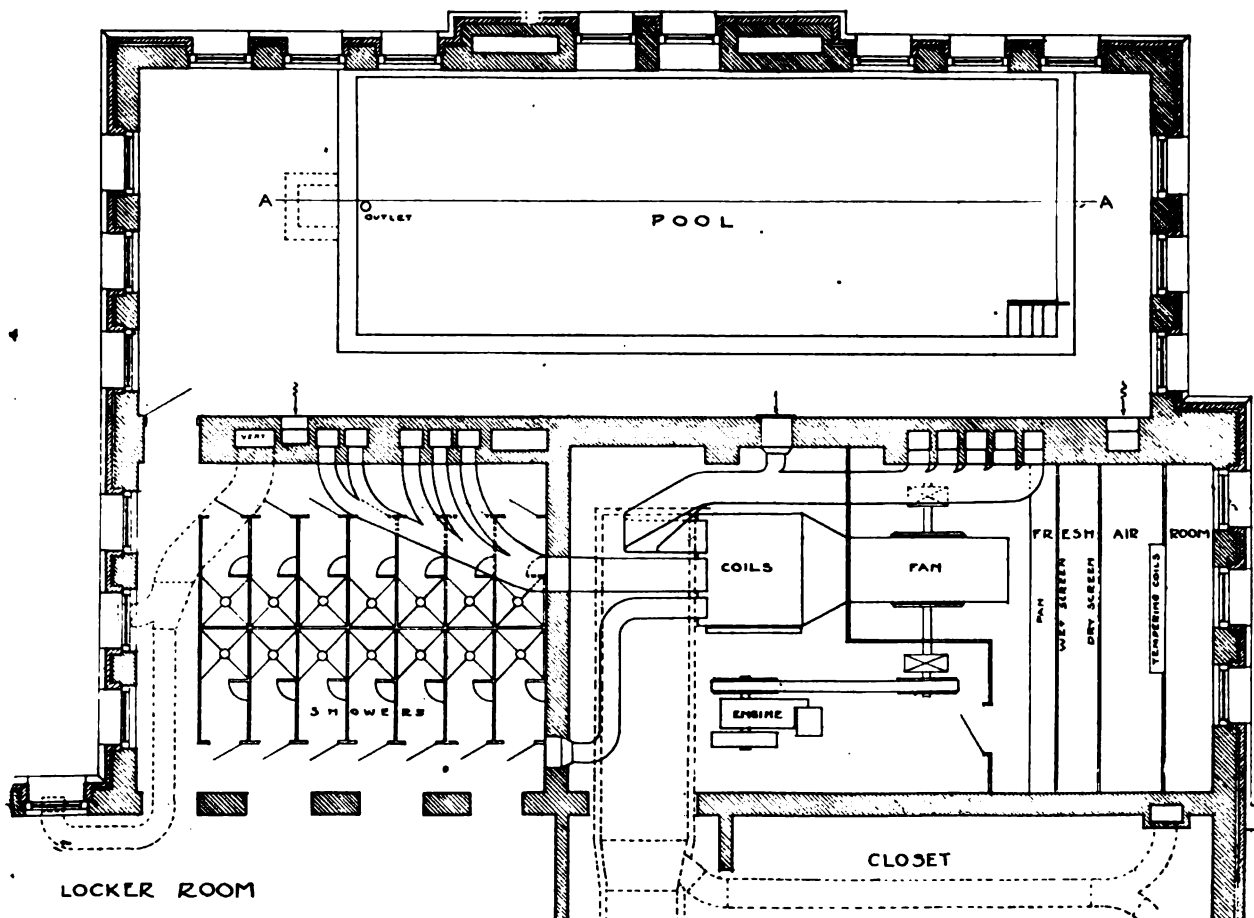 A
A
OUTLET
POOL
VENT
FRESH AIR ROOM
COILS
FAN
FAN
WET SCREEN
DRY SCREEN
TEMPERING COILS
SHOWERS
ENGINE
CLOSET
LOCKER ROOM